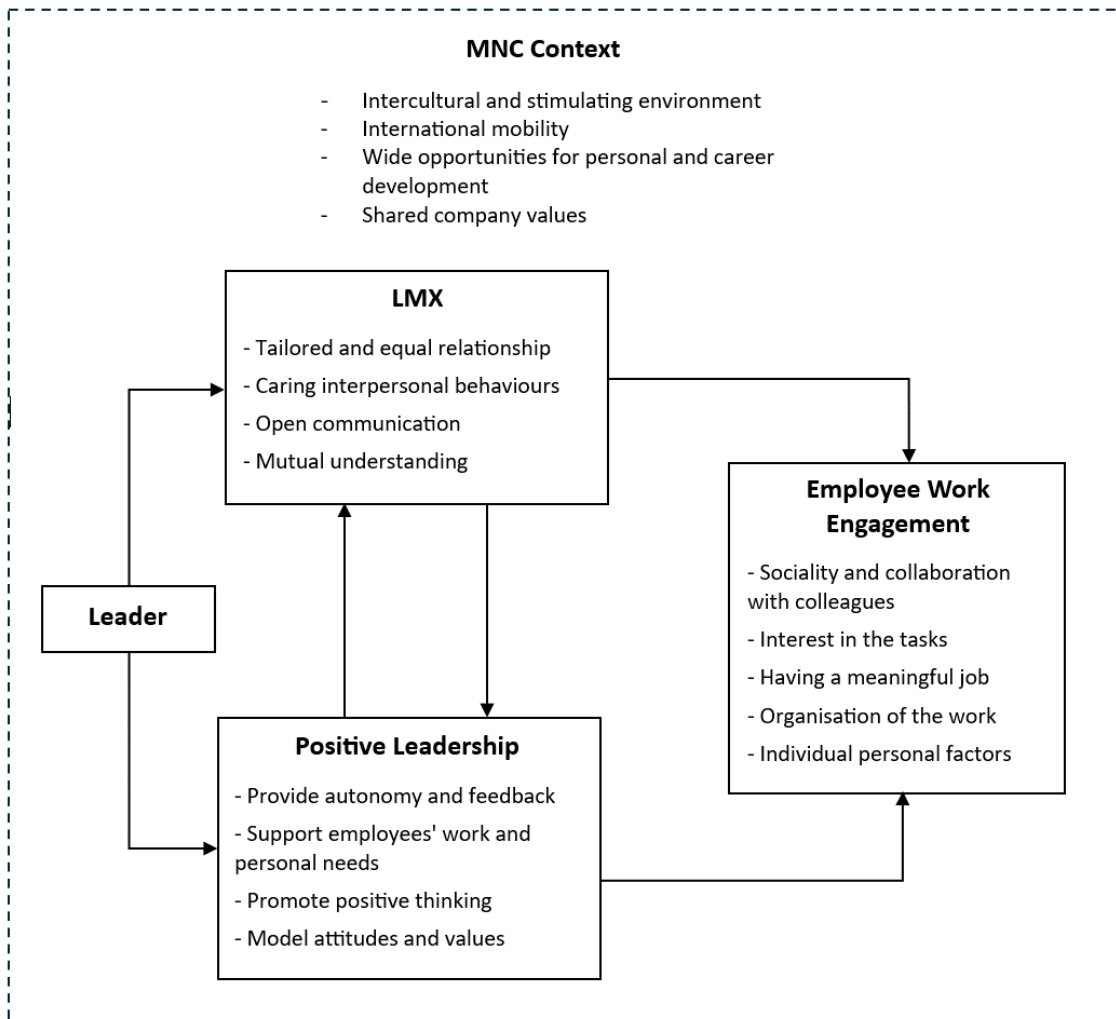 MNC Context
- Intercultural and stimulating environment
- International mobility
- Wide opportunities for personal and career
development
- Shared company values
LMX
- Tailored and equal relationship
- Caring interpersonal behaviours
- Open communication
- Mutual understanding
Employee Work
Engagement
- Sociality and collaboration
with colleagues
- Interest in the tasks
- Having a meaningful job
- Organisation of the work
- Individual personal factors
Leader
Positive Leadership
- Provide autonomy and feedback
- Support employees' work and
personal needs
- Promote positive thinking
- Model attitudes and values